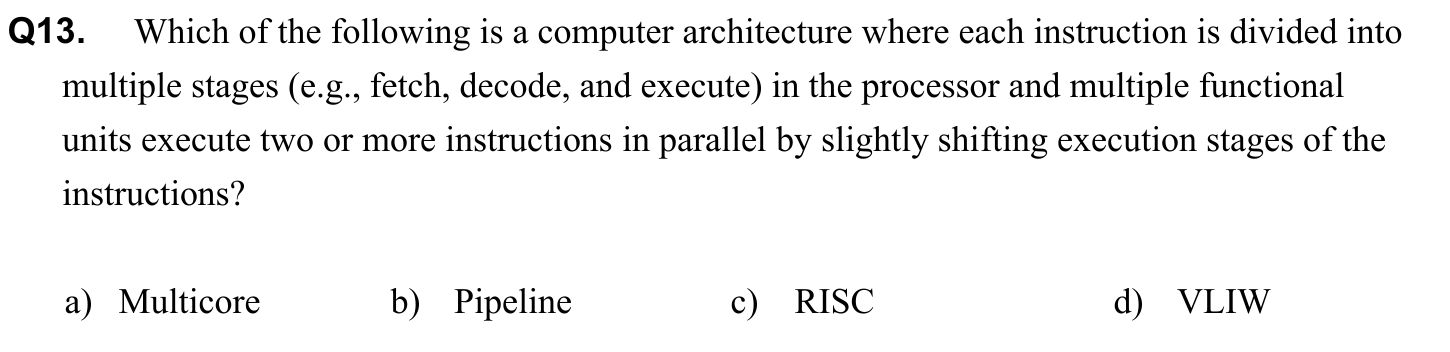 Q13. Which of the following is a computer architecture where each instruction is divided into
multiple stages (e.g., fetch, decode, and execute) in the processor and multiple functional
units execute two or more instructions in parallel by slightly shifting execution stages of the
instructions?
a) Multicore b) Pipeline c) RISC d) VLIW